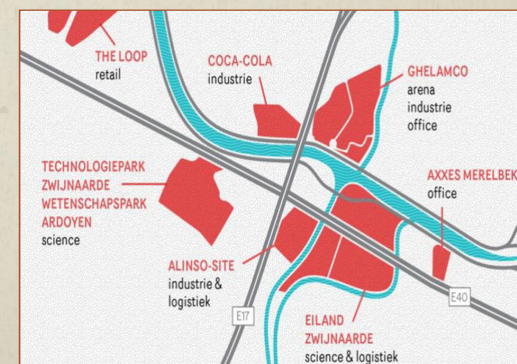 THE LOOP
retail
COCA-COLA
industrie
GHELAMCO
arena
industrie
office
TECHNOLOGIEPARK
ZWIJNAARDE
WETENSCHAPSPARK
ARDOYEN
science
AXXES MERELBEK
office
ALINSO-SITE
industrie &
logistiek
E17
E40
EILAND
ZWIJNAARDE
science & logistiek